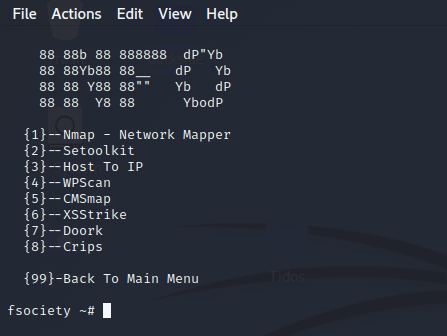 File Actions Edit View Help
88 88b 88 888888  dP"Yb
88 88Yb88 88__   dP   Yb
88 88 Y88 88""   Yb   dP
88 88  Y8 88      YbodP
{1}--Nmap - Network Mapper
{2}--Setoolkit
{3}--Host To IP
{4}--WPScan
{5}--CMSmap
{6}--XSStrike
{7}--Doork
{8}--Crips
{99}-Back To Main Menu
Tidos
fsociety ~#